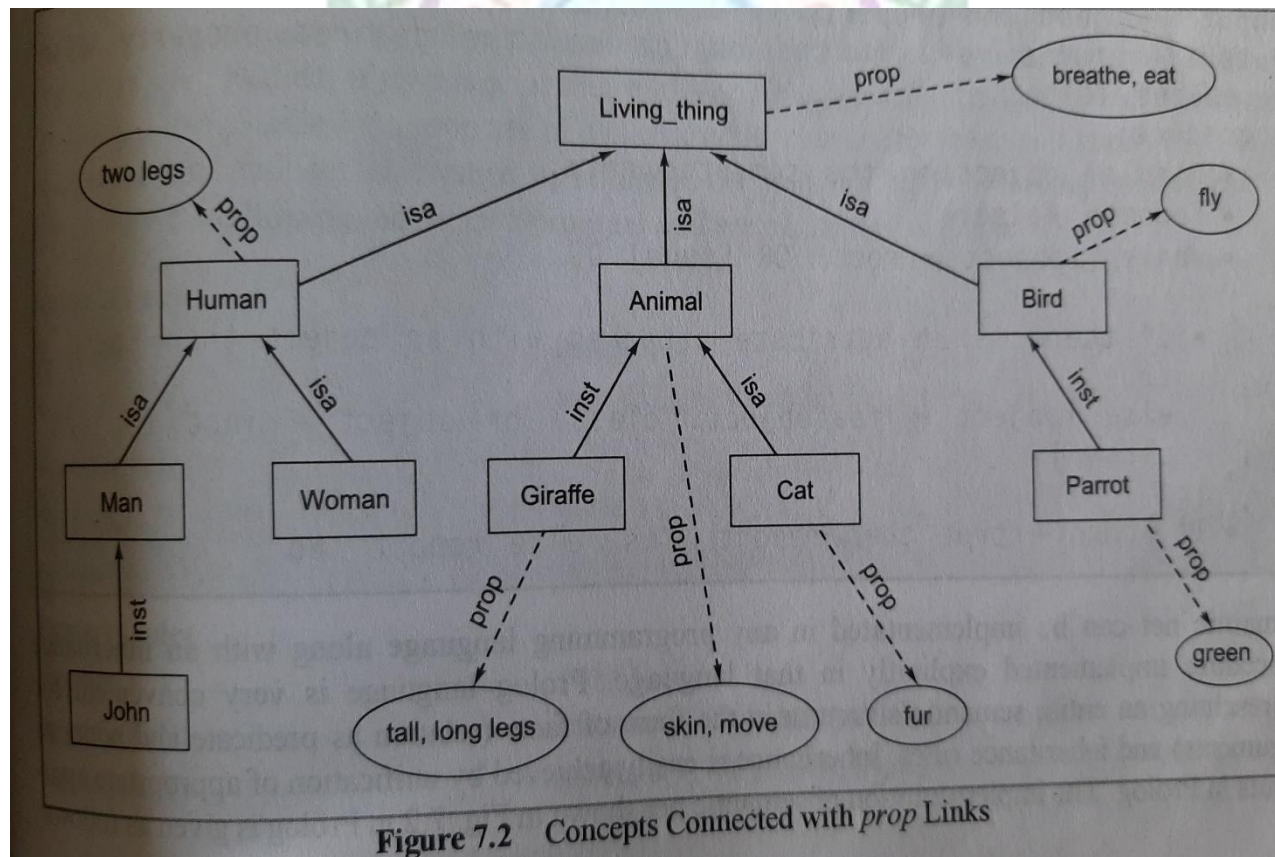 prop
breathe, eat
Living_thing
two legs
prop
isa
isa
isa
prop
fly
Human
Animal
Bird
isa
isa
inst
isa
inst
Man
Woman
Giraffe
Cat
Parrot
inst
prop
prop
prop
prop
John
tall, long legs
skin, move
fur
green
Figure 7.2 Concepts Connected with prop Links